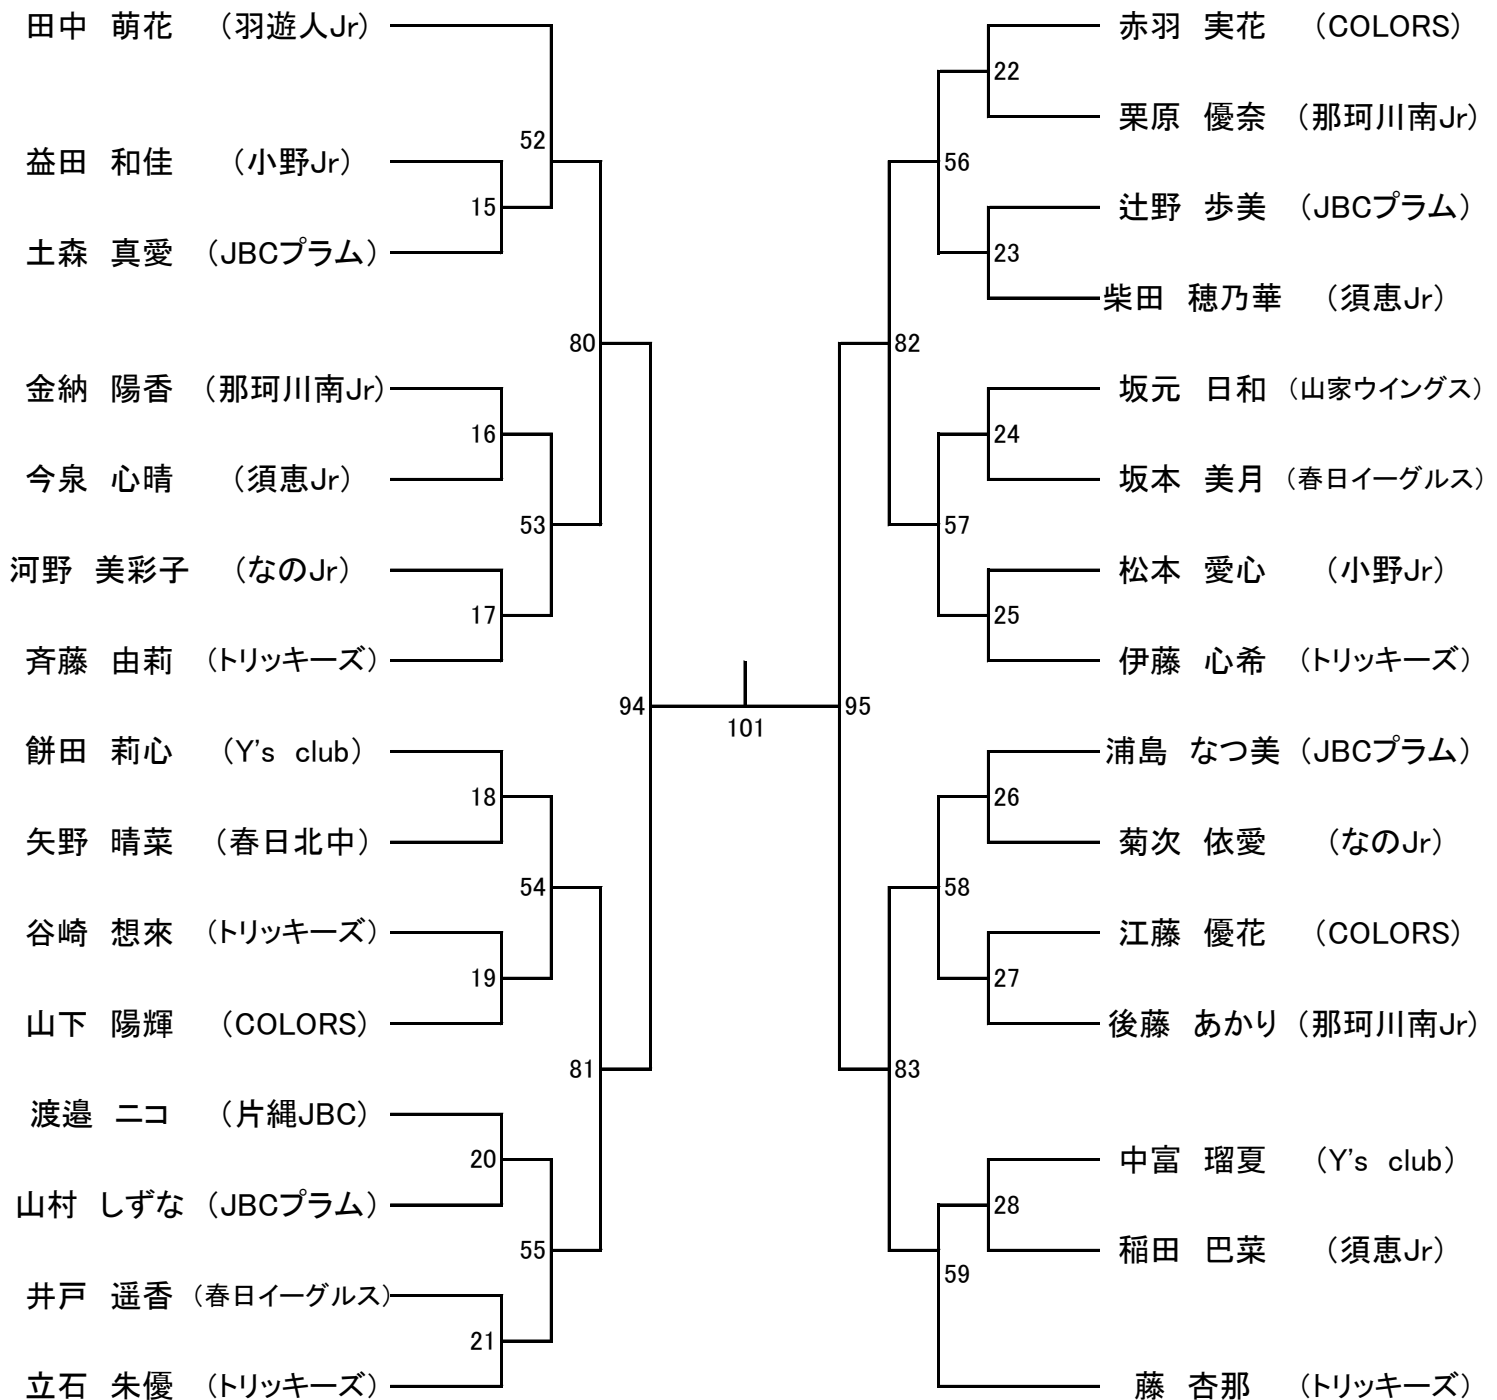 田中 萌花 （羽遊人Jr）
52
益田 和佳 （小野Jr）
15
土森 真愛 （JBCプラム）
80
金納 陽香 （那珂川南Jr）
16
今泉 心晴 （須恵Jr）
53
河野 美彩子 （なのJr）
17
斉藤 由莉 （トリッキーズ）
94
餅田 莉心 （Y's club）
18
矢野 晴菜 （春日北中）
54
谷崎 想來 （トリッキーズ）
19
山下 陽輝 （COLORS）
81
渡邉 ニコ （片縄JBC）
20
山村 しずな （JBCプラム）
55
井戸 遥香 （春日イーグルス）
21
立石 朱優 （トリッキーズ）
101
赤羽 実花 （COLORS）
22
栗原 優奈 （那珂川南Jr）
56
辻野 歩美 （JBCプラム）
23
柴田 穂乃華 （須恵Jr）
82
坂元 日和 （山家ウイングス）
24
坂本 美月 （春日イーグルス）
57
松本 愛心 （小野Jr）
25
伊藤 心希 （トリッキーズ）
95
浦島 なつ美 （JBCプラム）
26
菊次 依愛 （なのJr）
58
江藤 優花 （COLORS）
27
後藤 あかり （那珂川南Jr）
83
中富 瑠夏 （Y's club）
28
稲田 巴菜 （須恵Jr）
59
藤 杏那 （トリッキーズ）